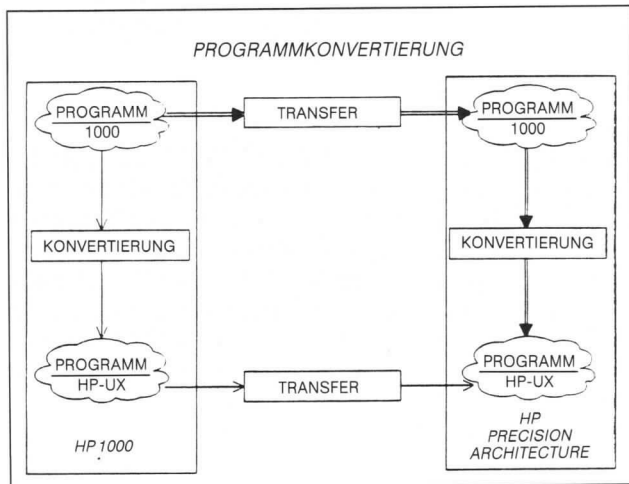 PROGRAMMKONVERTIERUNG
PROGRAMM
1000
TRANSFER
PROGRAMM
1000
KONVERTIERUNG
KONVERTIERUNG
PROGRAMM
HP-UX
TRANSFER
PROGRAMM
HP-UX
HP 1000
HP
PRECISION
ARCHITECTURE